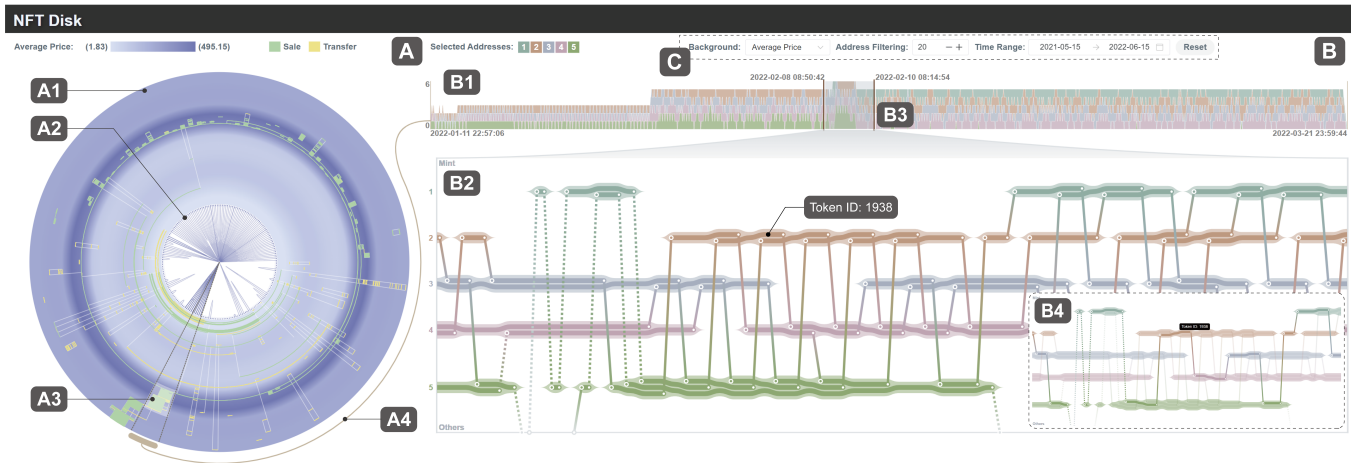 NFT Disk
Average Price: (1.83) (495.15) Sale Transfer
A
Selected Addresses: 1 2 3 4 5
C
Background: Average Price Address Filtering: 20 − + Time Range: 2021-05-15 → 2022-06-15 Reset
B
A1
A2
A3
A4
B1
2022-02-08 08:50:42
2022-02-10 08:14:54
6
0
B3
2022-01-11 22:57:06
2022-03-21 23:59:44
Mint
B2
1
2
3
4
5
Token ID: 1938
Others
B4
Token ID: 1938
Others